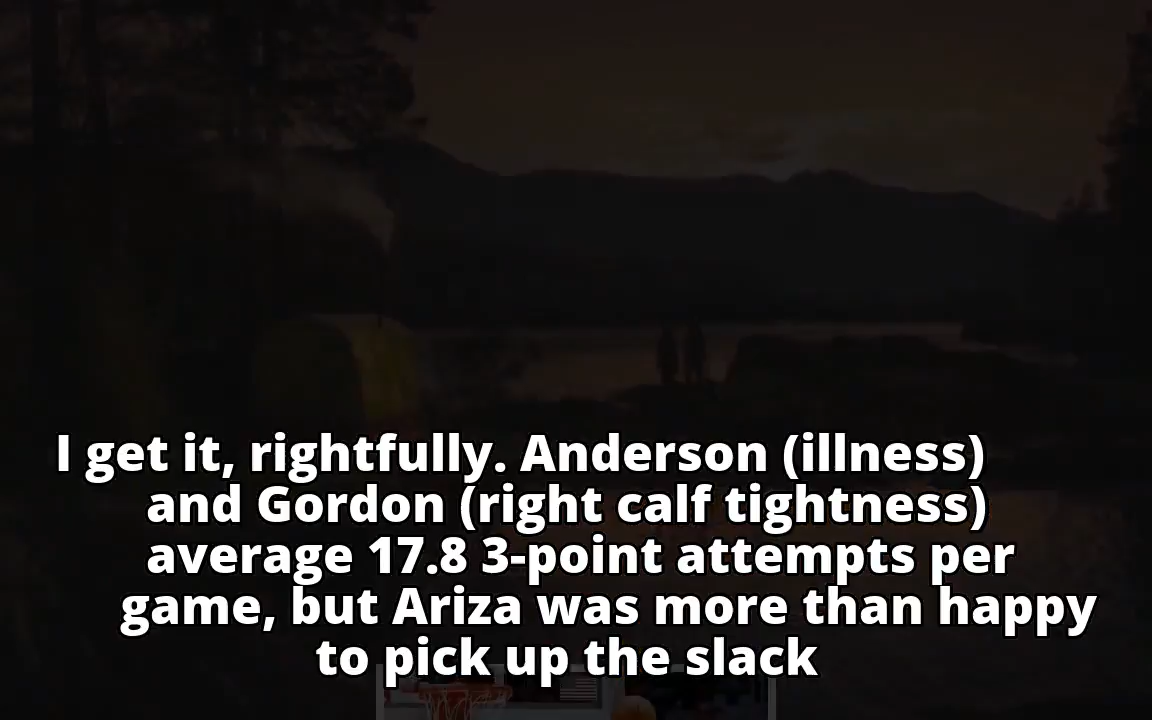 I get it, rightfully. Anderson (illness)
and Gordon (right calf tightness)
average 17.8 3-point attempts per
game, but Ariza was more than happy
to pick up the slack